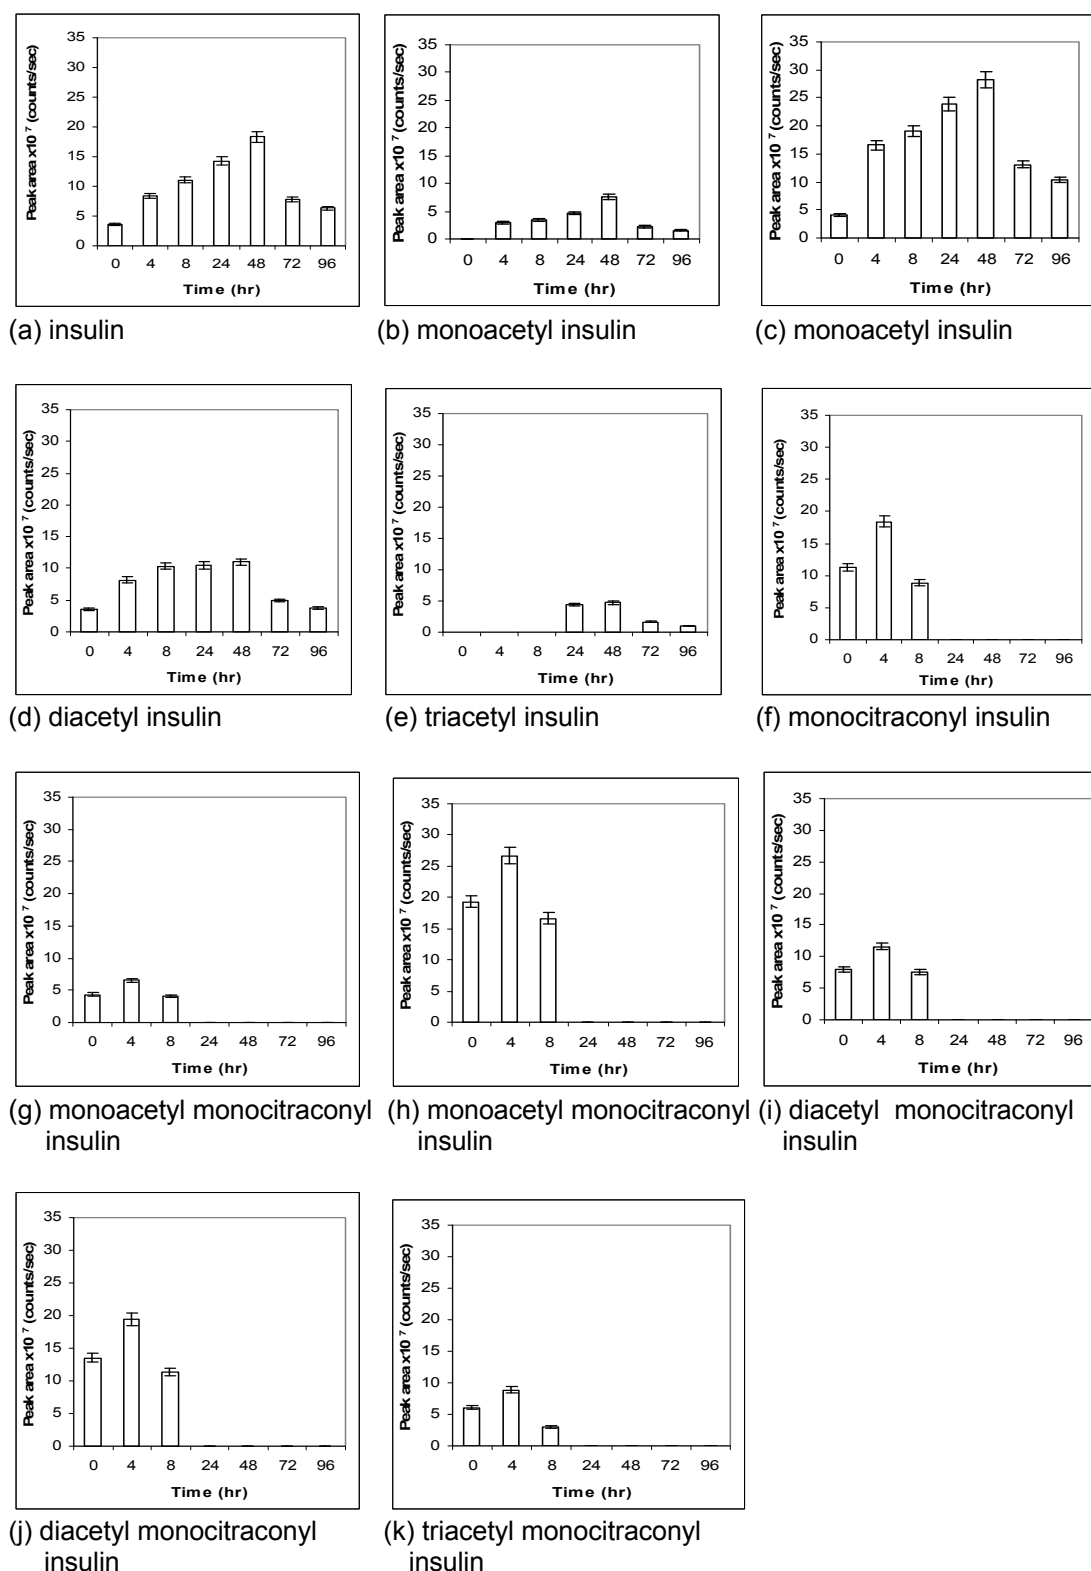 Peak area x10 7 (counts/sec)
35
30
25
20
15
10
5
0
0 4 8 24 48 72 96
Time (hr)
(a) insulin
Peak area x10 7 (counts/sec)
35
30
25
20
15
10
5
0
0 4 8 24 48 72 96
Time (hr)
(b) monoacetyl insulin
Peak area x10 7 (counts/sec)
35
30
25
20
15
10
5
0
0 4 8 24 48 72 96
Time (hr)
(c) monoacetyl insulin
Peak area x10 7 (counts/sec)
35
30
25
20
15
10
5
0
0 4 8 24 48 72 96
Time (hr)
(d) diacetyl insulin
Peak area x10 7 (counts/sec)
35
30
25
20
15
10
5
0
0 4 8 24 48 72 96
Time (hr)
(e) triacetyl insulin
Peak area x10 7 (counts/sec)
35
30
25
20
15
10
5
0
0 4 8 24 48 72 96
Time (hr)
(f) monocitraconyl insulin
Peak area x10 7 (counts/sec)
35
30
25
20
15
10
5
0
0 4 8 24 48 72 96
Time (hr)
(g) monoacetyl monocitraconyl
insulin
Peak area x10 7 (counts/sec)
35
30
25
20
15
10
5
0
0 4 8 24 48 72 96
Time (hr)
(h) monoacetyl monocitraconyl
insulin
Peak area x10 7 (counts/sec)
35
30
25
20
15
10
5
0
0 4 8 24 48 72 96
Time (hr)
(i) diacetyl monocitraconyl
insulin
Peak area x10 7 (counts/sec)
35
30
25
20
15
10
5
0
0 4 8 24 48 72 96
Time (hr)
(j) diacetyl monocitraconyl
insulin
Peak area x10 7 (counts/sec)
35
30
25
20
15
10
5
0
0 4 8 24 48 72 96
Time (hr)
(k) triacetyl monocitraconyl
insulin